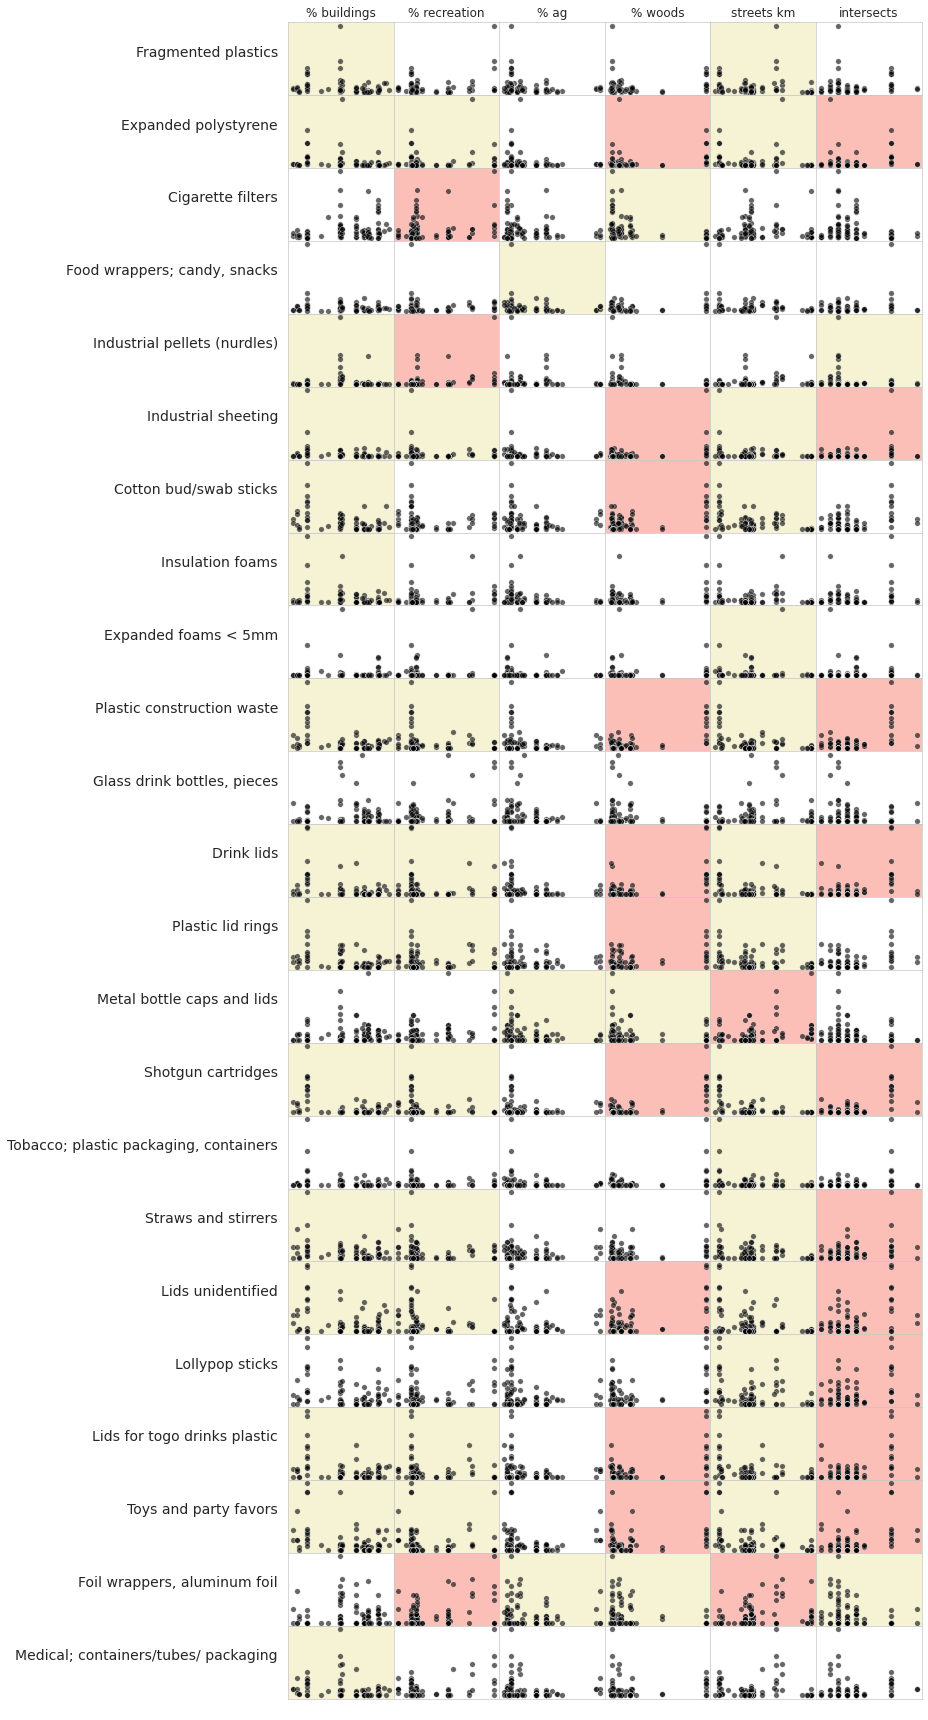 % buildings % recreation % ag % woods streets km intersects
Fragmented plastics
Expanded polystyrene
Cigarette filters
Food wrappers; candy, snacks
Industrial pellets (nurdles)
Industrial sheeting
Cotton bud/swab sticks
Insulation foams
Expanded foams < 5mm
Plastic construction waste
Glass drink bottles, pieces
Drink lids
Plastic lid rings
Metal bottle caps and lids
Shotgun cartridges
Tobacco; plastic packaging, containers
Straws and stirrers
Lids unidentified
Lollypop sticks
Lids for togo drinks plastic
Toys and party favors
Foil wrappers, aluminum foil
Medical; containers/tubes/ packaging